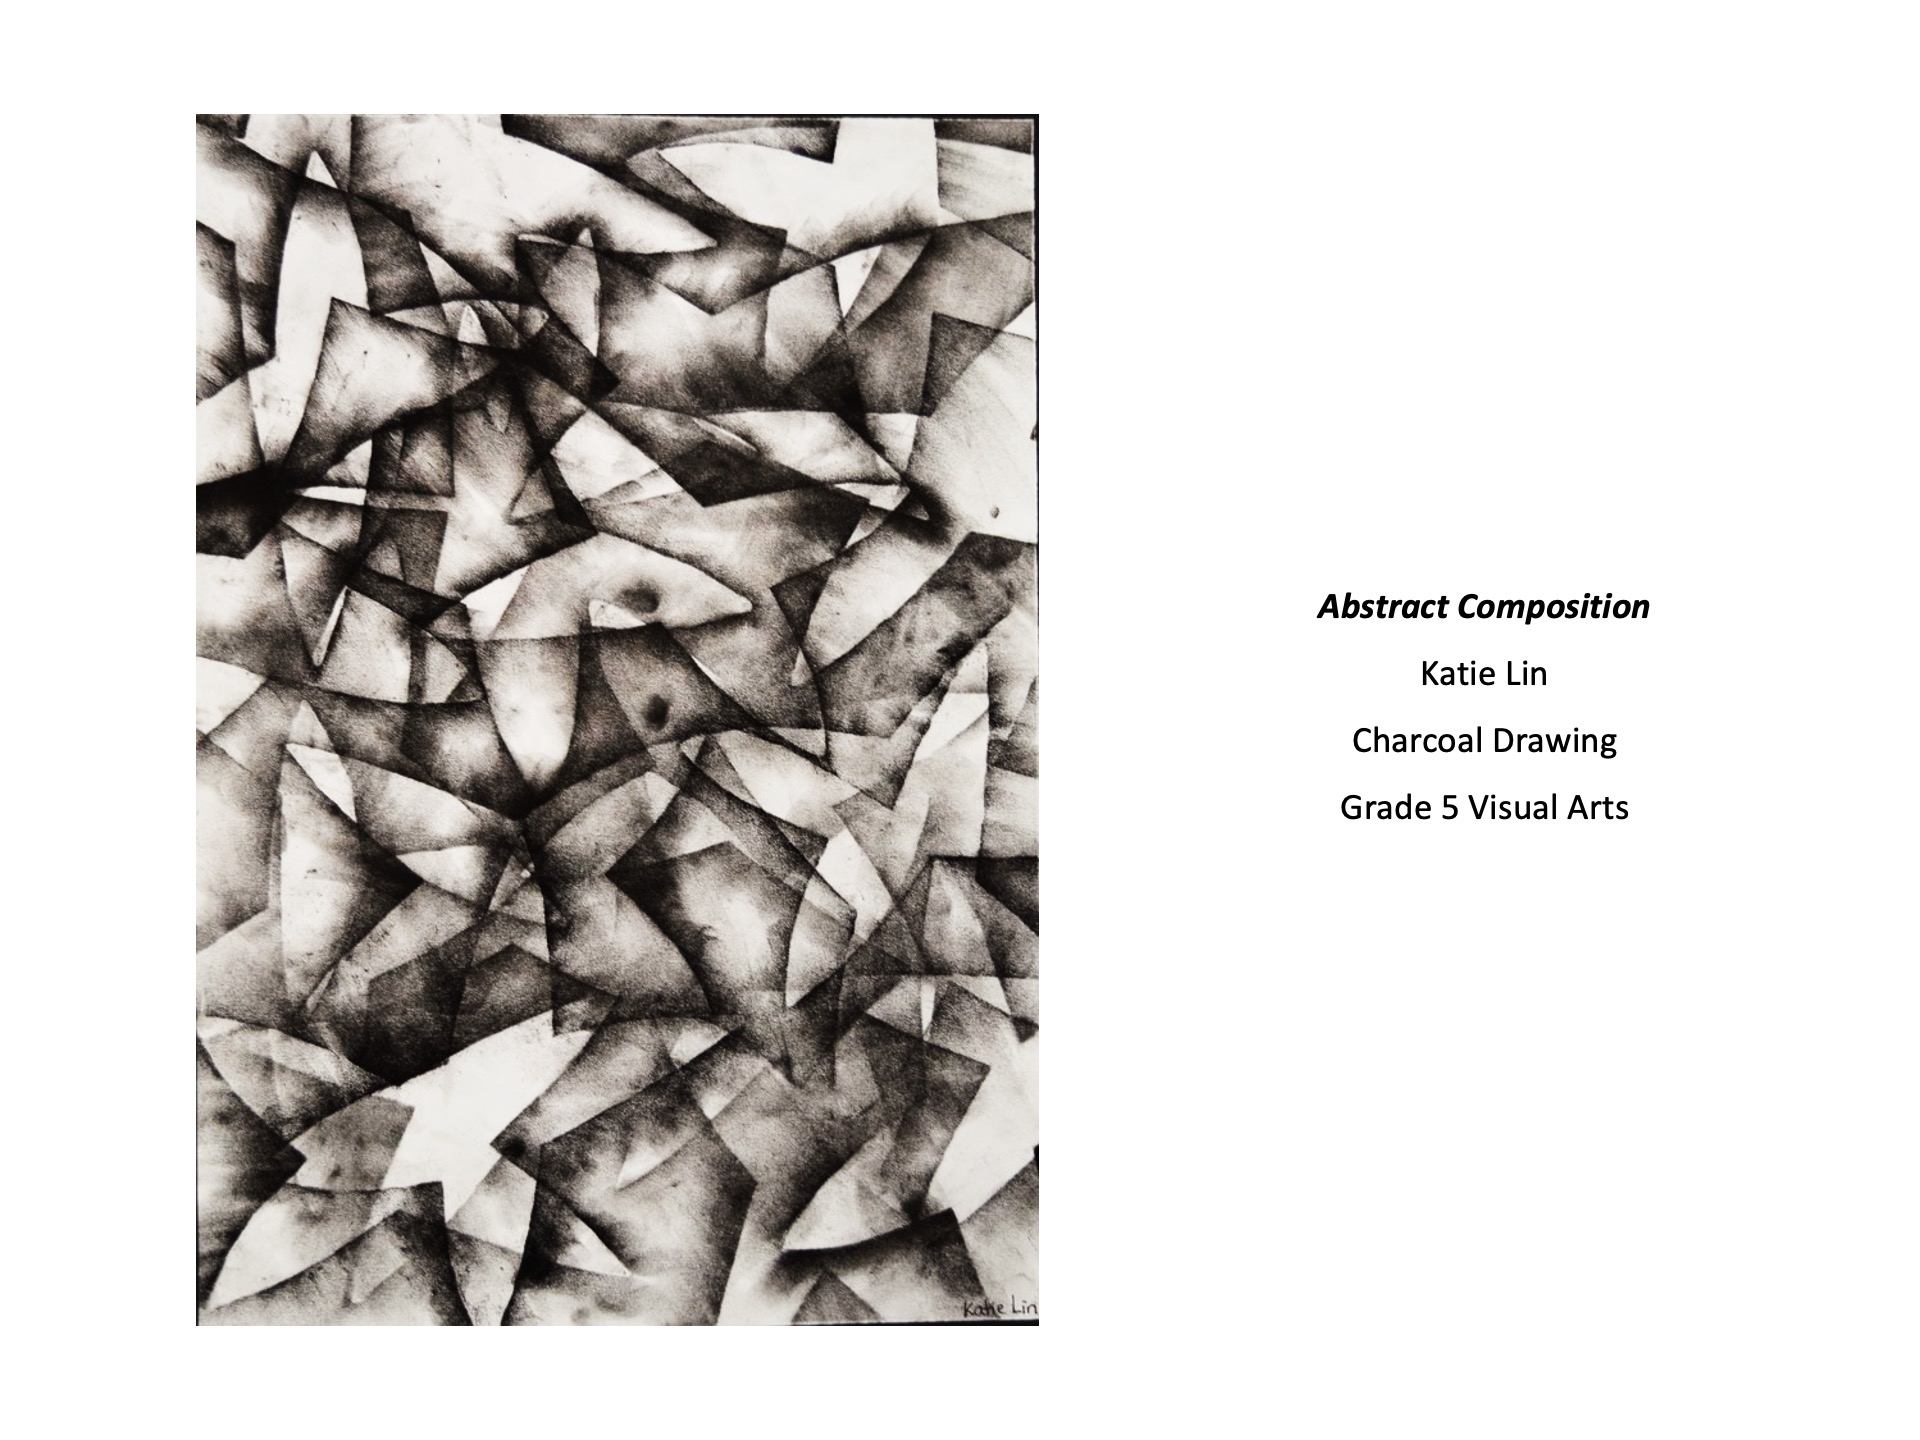 Abstract Composition
Katie Lin
Charcoal Drawing
Grade 5 Visual Arts
Katie Lin